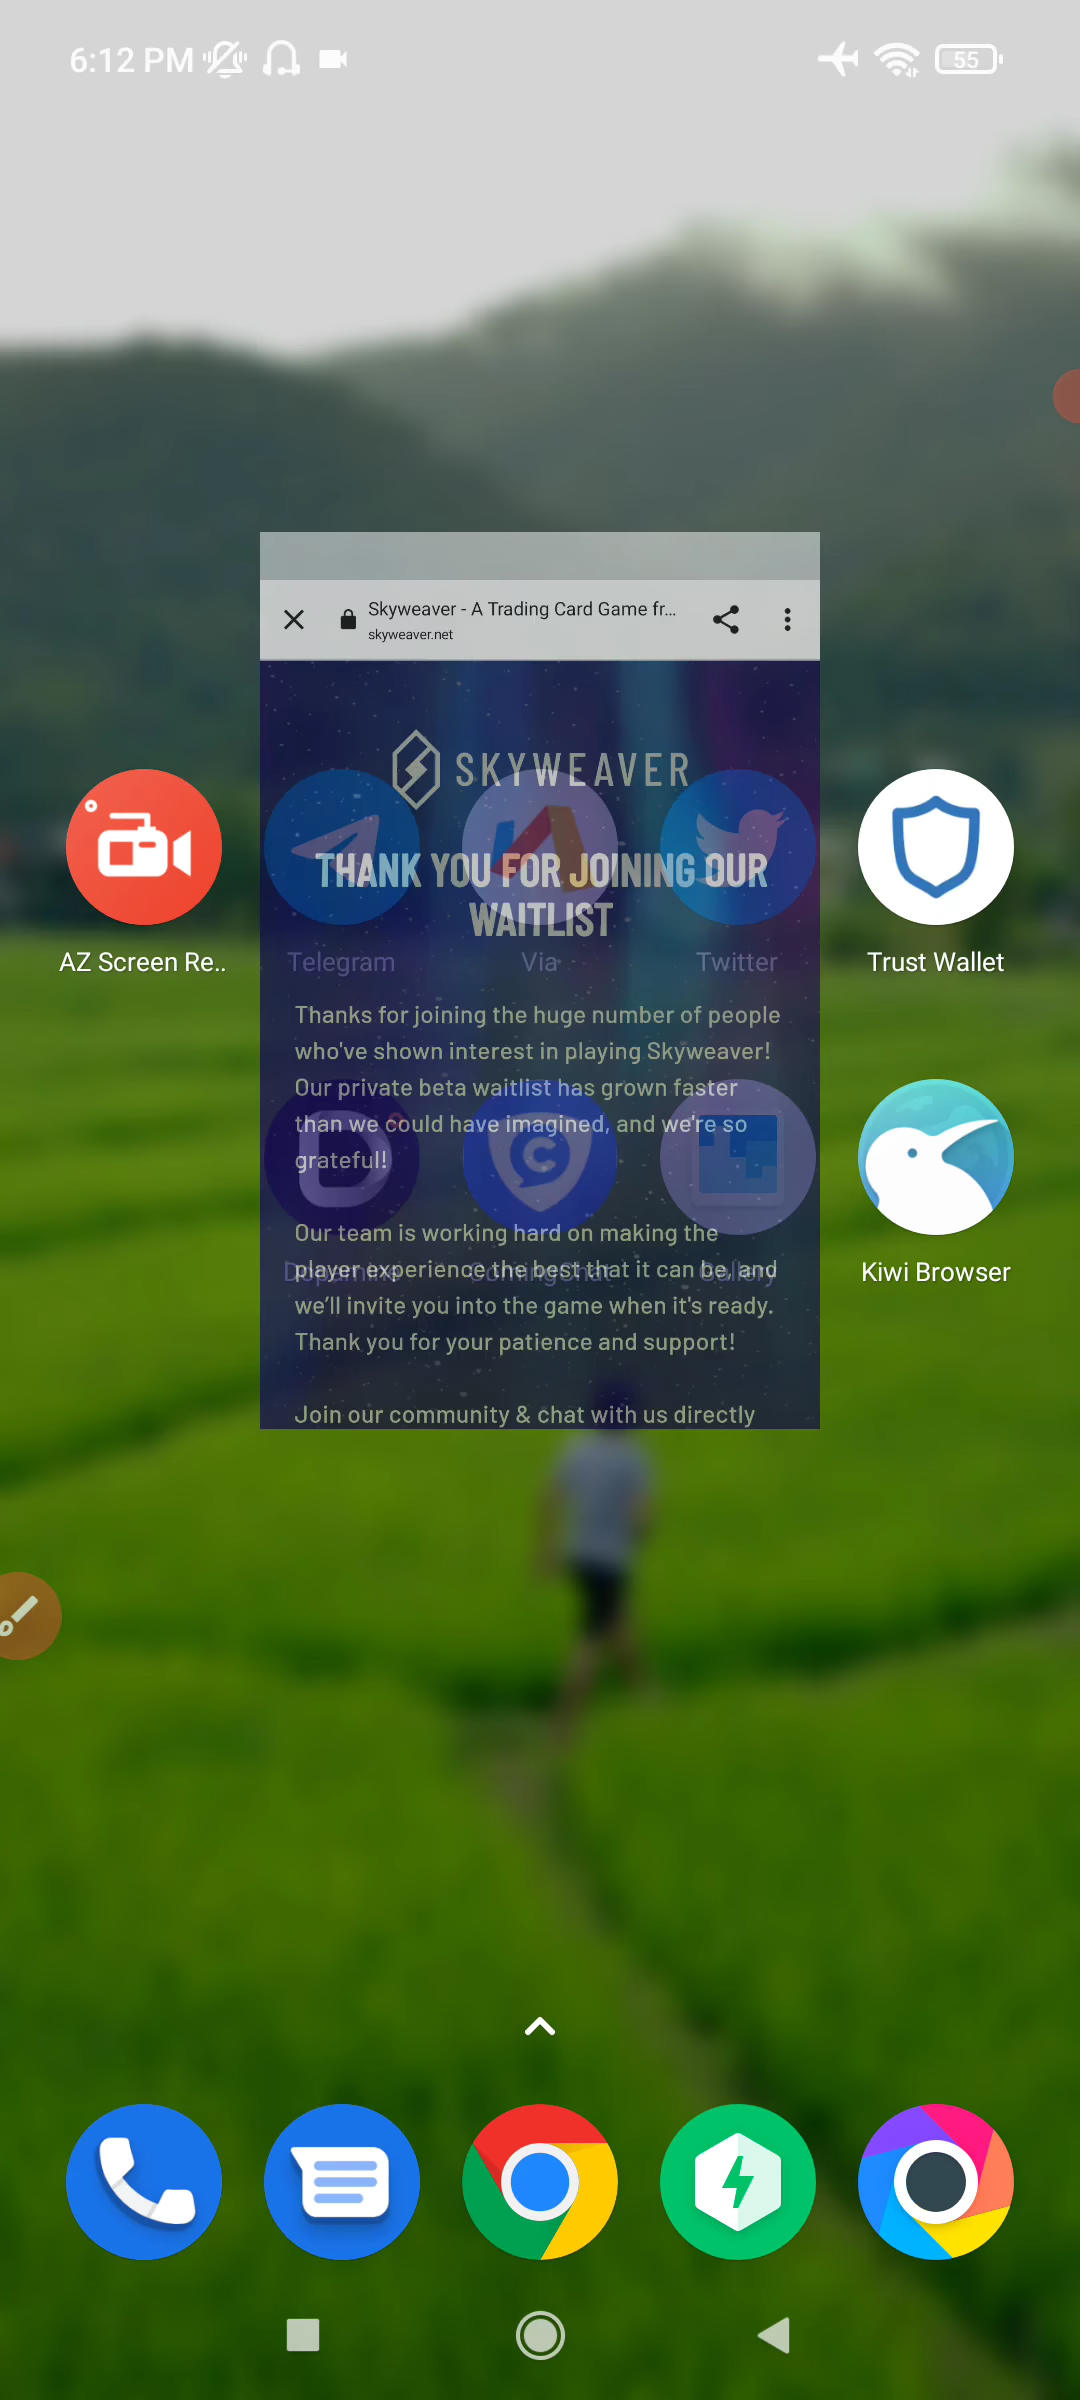 6:12 PM
55
Skyweaver - A Trading Card Game fr...
skyweaver.net
SKYWEAVER
THANK YOU FOR JOINING OUR
WAITLIST
AZ Screen Re..
Telegram
Via
Twitter
Trust Wallet
Thanks for joining the huge number of people
who've shown interest in playing Skyweaver!
Our private beta waitlist has grown faster
than we could have imagined, and we're so
grateful!
Our team is working hard on making the
player experience the best that it can be, and
we'll invite you into the game when it's ready.
Thank you for your patience and support!
Dopamine
ComingChat
Gallery
Kiwi Browser
Join our community & chat with us directly